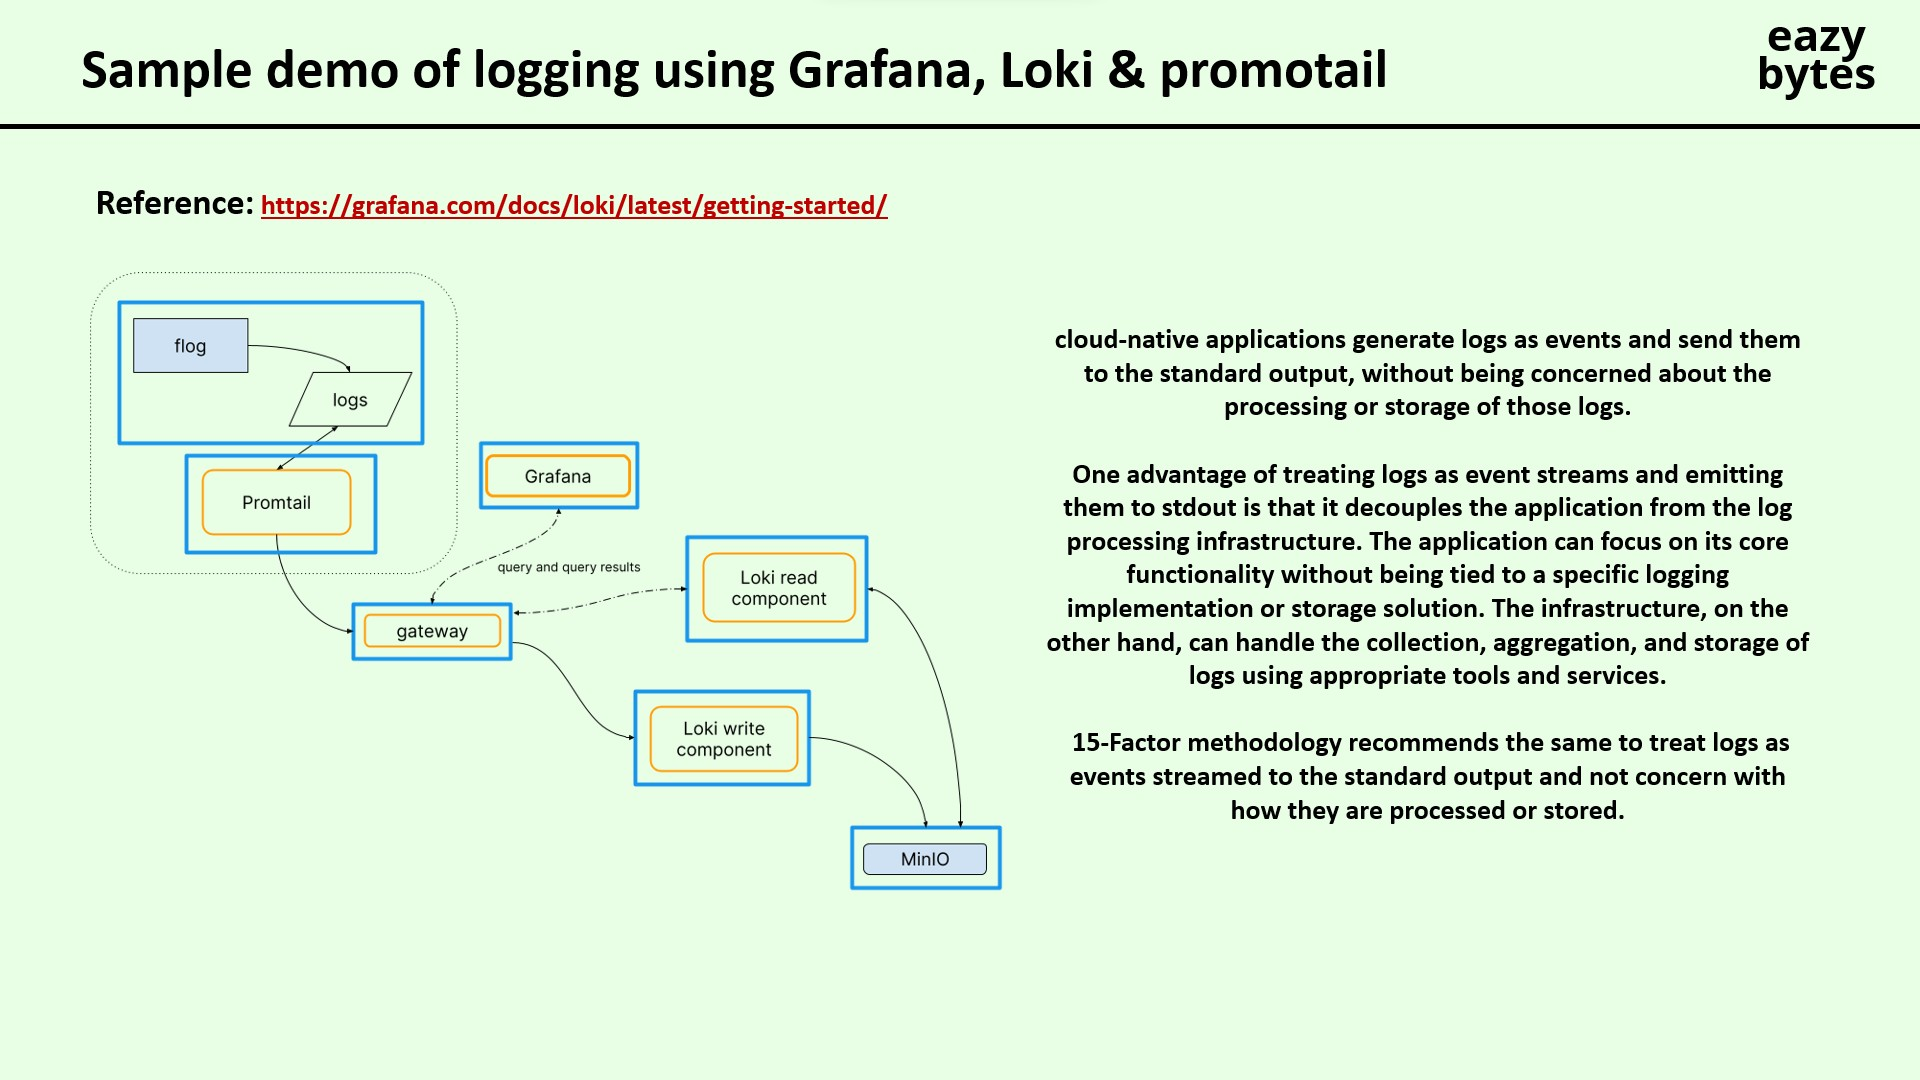 Sample demo of logging using Grafana, Loki & promotail
eazy
bytes
Reference: https://grafana.com/docs/loki/latest/getting-started/
flog
logs
Promtail
Grafana
query and query results
gateway
Loki read
component
Loki write
component
MinIO
cloud-native applications generate logs as events and send them
to the standard output, without being concerned about the
processing or storage of those logs.
One advantage of treating logs as event streams and emitting
them to stdout is that it decouples the application from the log
processing infrastructure. The application can focus on its core
functionality without being tied to a specific logging
implementation or storage solution. The infrastructure, on the
other hand, can handle the collection, aggregation, and storage of
logs using appropriate tools and services.
15-Factor methodology recommends the same to treat logs as
events streamed to the standard output and not concern with
how they are processed or stored.